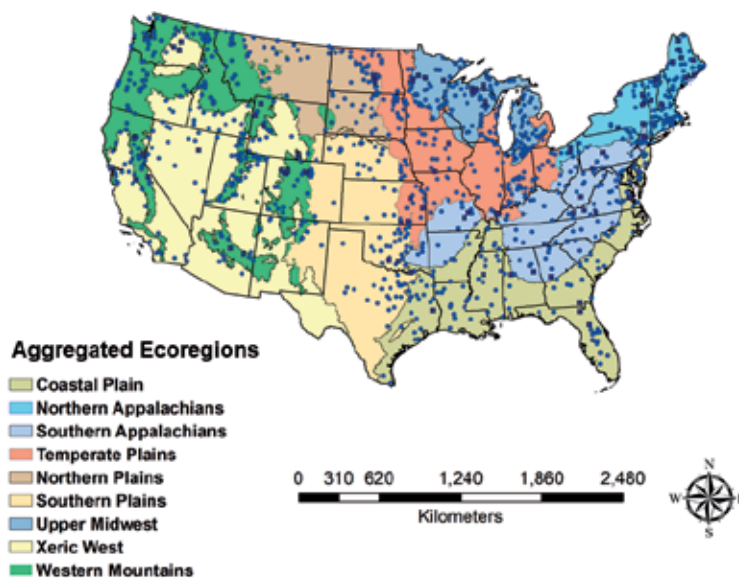 Aggregated Ecoregions
Coastal Plain
Northern Appalachians
Southern Appalachians
Temperate Plains
Northern Plains
Southern Plains
Upper Midwest
Xeric West
Western Mountains
0 310 620 1,240 1,860 2,480
Kilometers
N
W E
S